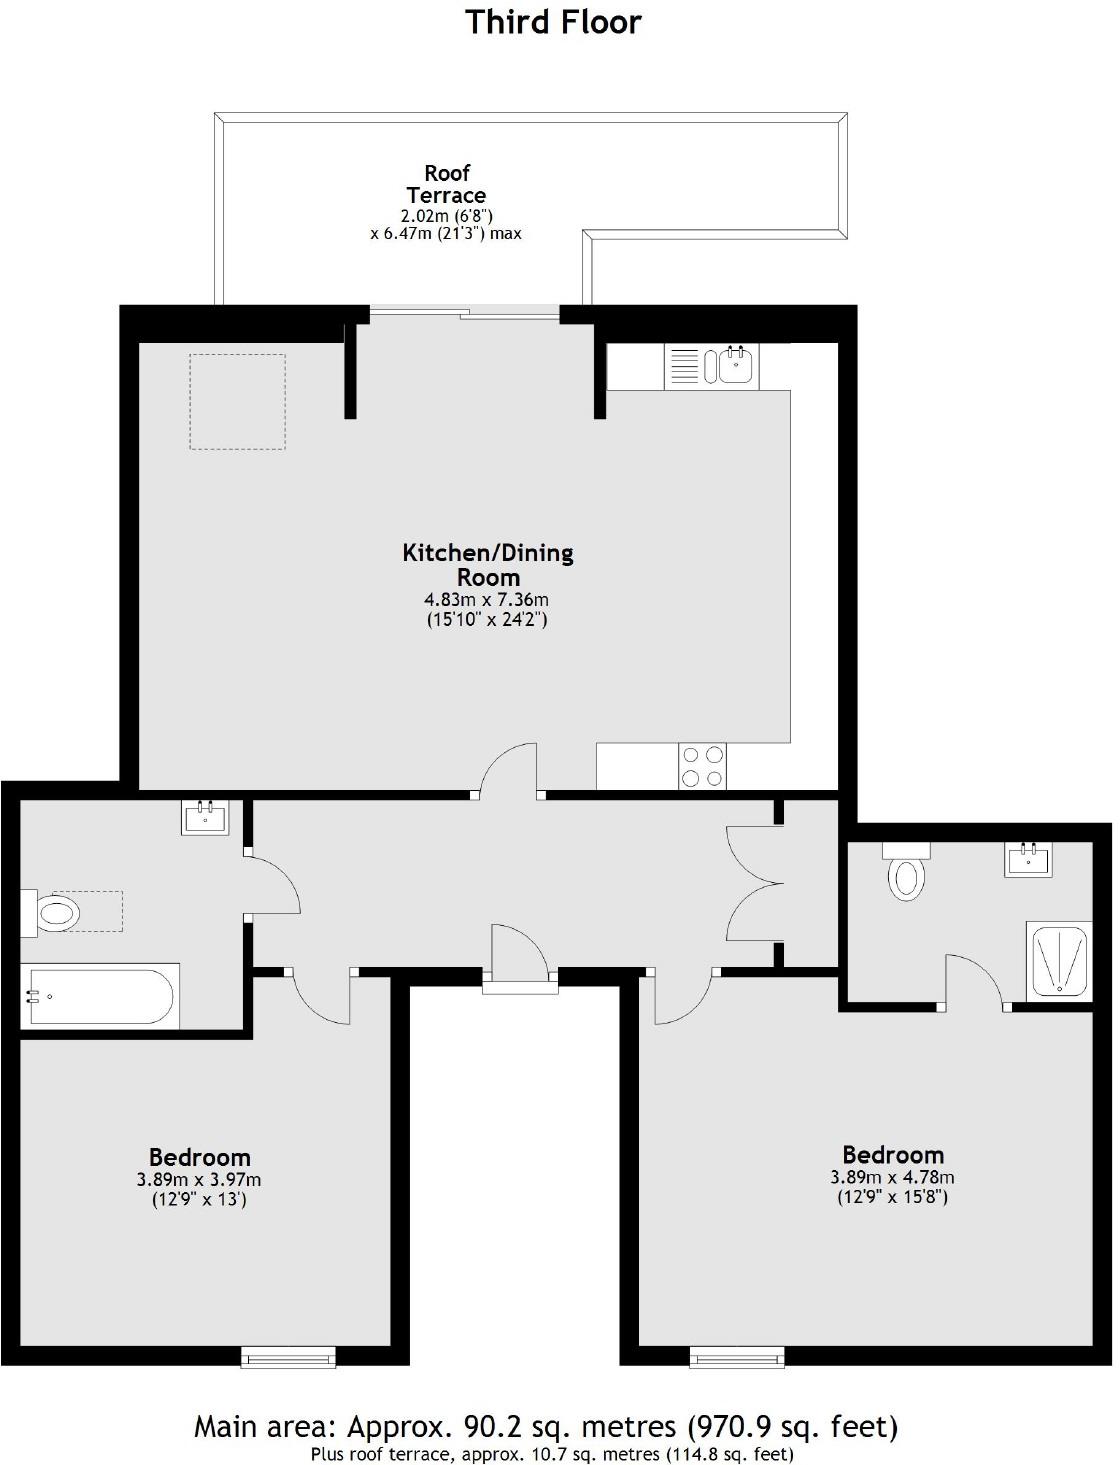 Third Floor
Roof
Terrace
2.02m (6'8")
x 6.47m (21'3") max
Kitchen/Dining
Room
4.83m x 7.36m
(15'10" x 24'2")
Bedroom
3.89m x 3.97m
(12'9" x 13')
Bedroom
3.89m x 4.78m
(12'9" x 15'8")
Main area: Approx. 90.2 sq. metres (970.9 sq. feet)
Plus roof terrace, approx. 10.7 sq. metres (114.8 sq. feet)